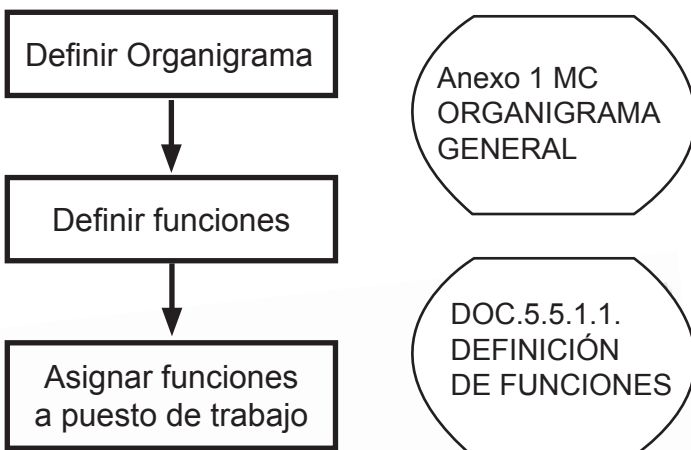 Definir Organigrama
Anexo 1 MC
ORGANIGRAMA
GENERAL
Definir funciones
DOC.5.5.1.1.
DEFINICIÓN
DE FUNCIONES
Asignar funciones
a puesto de trabajo